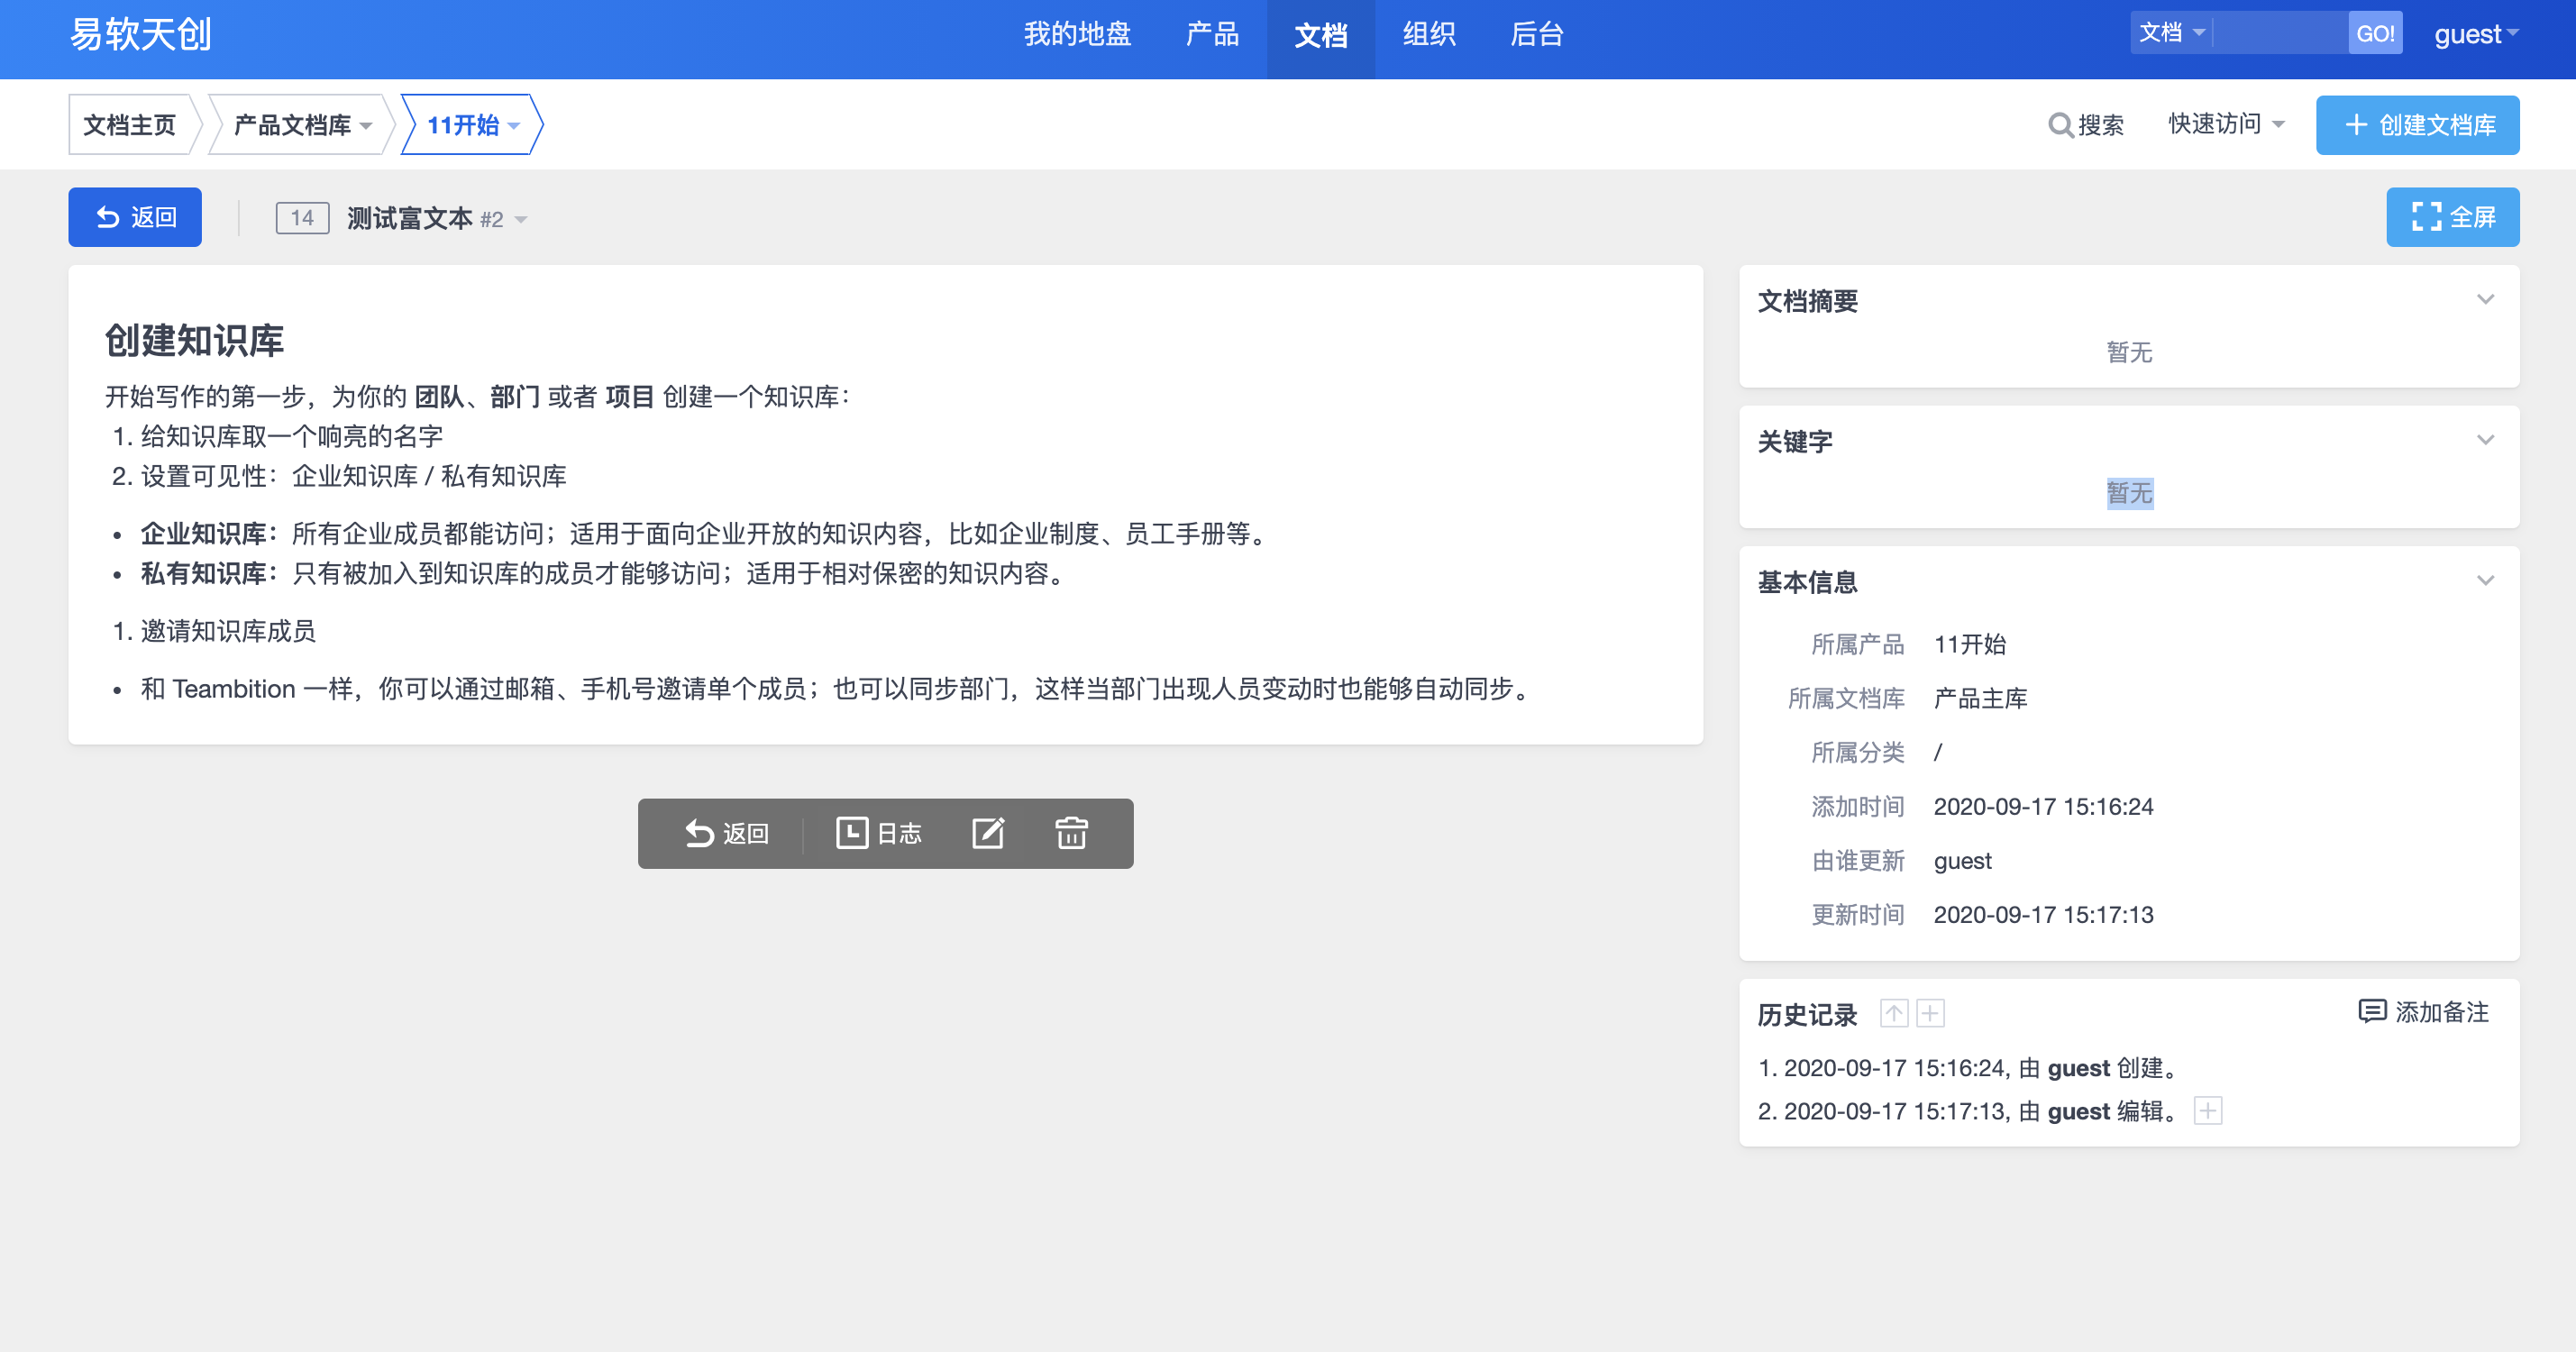 易软天创
我的地盘 产品 文档 组织 后台
文档 GO! guest
文档主页 产品文档库 11开始
搜索 快速访问 创建文档库
返回 14 测试富文本 #2
全屏
创建知识库
开始写作的第一步，为你的 团队、部门 或者 项目 创建一个知识库：
1. 给知识库取一个响亮的名字
2. 设置可见性：企业知识库 / 私有知识库
• 企业知识库：所有企业成员都能访问；适用于面向企业开放的知识内容，比如企业制度、员工手册等。
• 私有知识库：只有被加入到知识库的成员才能够访问；适用于相对保密的知识内容。
1. 邀请知识库成员
• 和 Teambition 一样，你可以通过邮箱、手机号邀请单个成员；也可以同步部门，这样当部门出现人员变动时也能够自动同步。
返回 日志
文档摘要
暂无
关键字
暂无
基本信息
所属产品 11开始
所属文档库 产品主库
所属分类 /
添加时间 2020-09-17 15:16:24
由谁更新 guest
更新时间 2020-09-17 15:17:13
历史记录 添加备注
1. 2020-09-17 15:16:24, 由 guest 创建。
2. 2020-09-17 15:17:13, 由 guest 编辑。